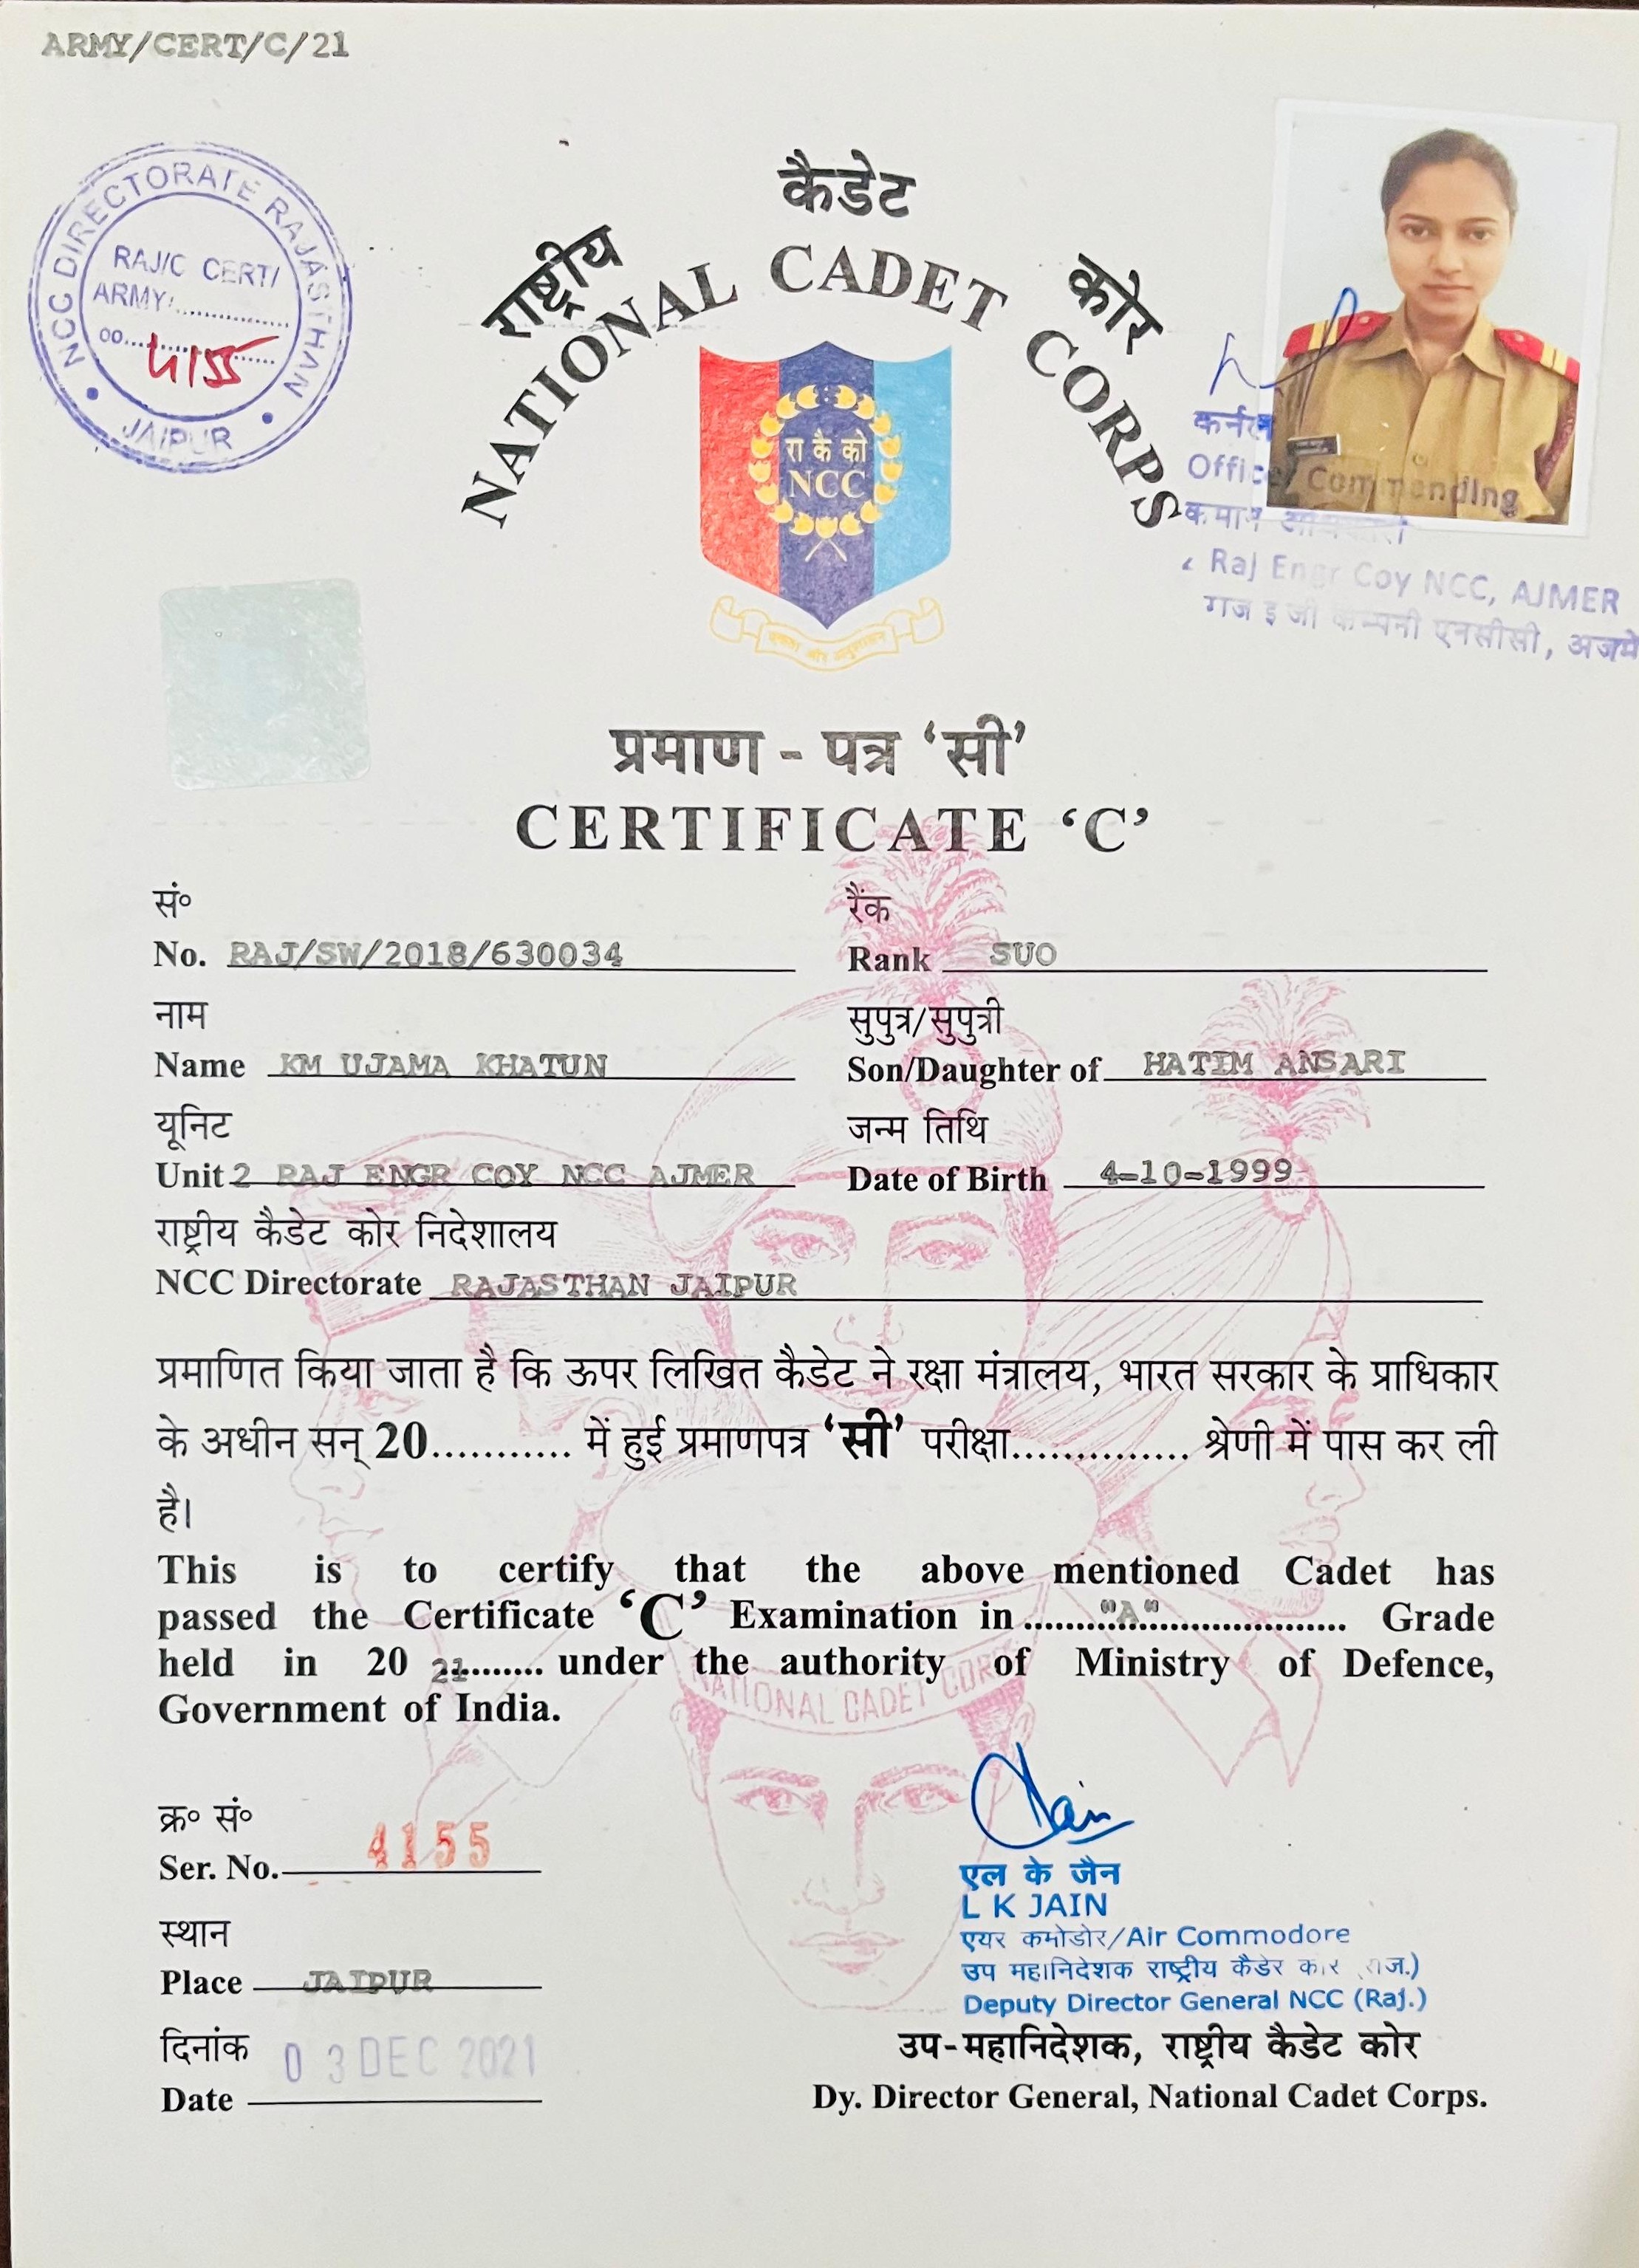 ARMY/CERT/C/21
NCC DIRECTORATE RAJASTHAN
RAJ/C CERT/
ARMY/..................
00...4155...........
JAIPUR
राष्ट्रीय कैडेट कोर
NATIONAL CADET CORPS
रा कै को
NCC
एकता और अनुशासन
कर्नल
Officer Commending
कमान
Raj Engr Coy NCC, AJMER
कम्पनी एनसीसी,
प्रमाण - पत्र ‘सी’
CERTIFICATE ‘C’
सं० रैंक
No. RAJ/SW/2018/630034 Rank SUO
नाम सुपुत्र/सुपुत्री
Name KM UJAMA KHATUN Son/Daughter of HATIM ANSARI
यूनिट जन्म तिथि
Unit 2 RAJ ENGR COY NCC AJMER Date of Birth 4-10-1999
राष्ट्रीय कैडेट कोर निदेशालय
NCC Directorate RAJASTHAN JAIPUR
प्रमाणित किया जाता है कि ऊपर लिखित कैडेट ने रक्षा मंत्रालय, भारत सरकार के प्राधिकार
के अधीन सन् 20............ में हुई प्रमाणपत्र ‘सी’ परीक्षा............... श्रेणी में पास कर ली
है।
This is to certify that the above mentioned Cadet has
passed the Certificate ‘C’ Examination in ......."A"................... Grade
held in 20 21......... under the authority of Ministry of Defence,
Government of India.
NATIONAL CADET CORPS
क्र० सं०
Ser. No. 4155
Jain
एल के जैन
L K JAIN
एयर कमोडोर/Air Commodore
उप महानिदेशक राष्ट्रीय कैडेर
Deputy Director General NCC (Raj.)
स्थान
Place JAIPUR
दिनांक
Date 03 DEC 2021
उप-महानिदेशक, राष्ट्रीय कैडेट कोर
Dy. Director General, National Cadet Corps.